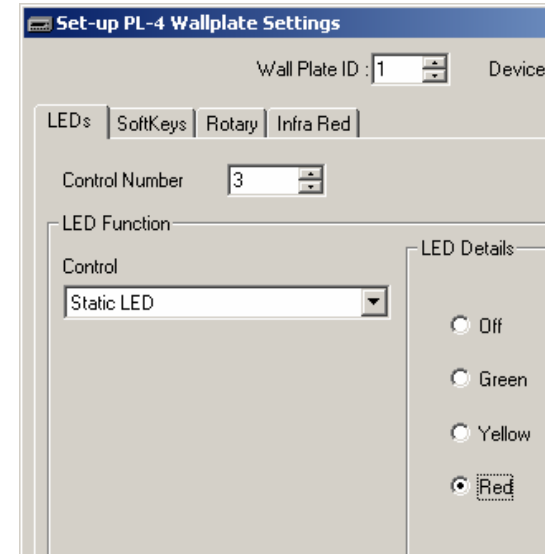 Set-up PL-4 Wallplate Settings
Wall Plate ID : 1 Device
LEDs SoftKeys Rotary Infra Red
Control Number 3
LED Function
LED Details
Control
Static LED
Off
Green
Yellow
Red